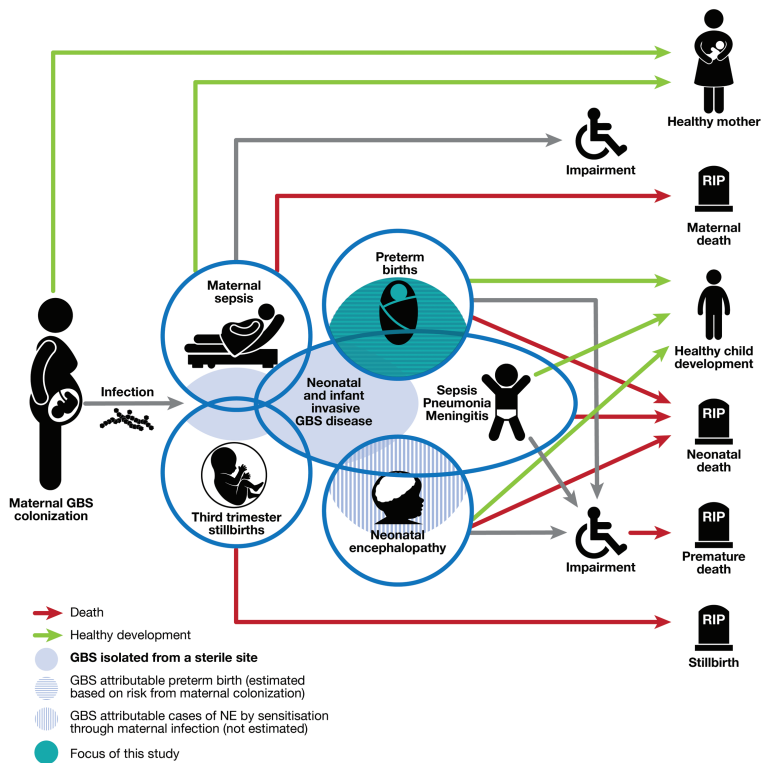 Healthy mother
Impairment
RIP
Maternal
death
Preterm
births
Maternal
sepsis
Healthy child
development
Infection
Neonatal
and infant
invasive
GBS disease
Sepsis
Pneumonia
Meningitis
RIP
Neonatal
death
Maternal GBS
colonization
Third trimester
stillbirths
Neonatal
encephalopathy
Impairment
RIP
Premature
death
RIP
Stillbirth
Death
Healthy development
GBS isolated from a sterile site
GBS attributable preterm birth (estimated
based on risk from maternal colonization)
GBS attributable cases of NE by sensitisation
through maternal infection (not estimated)
Focus of this study